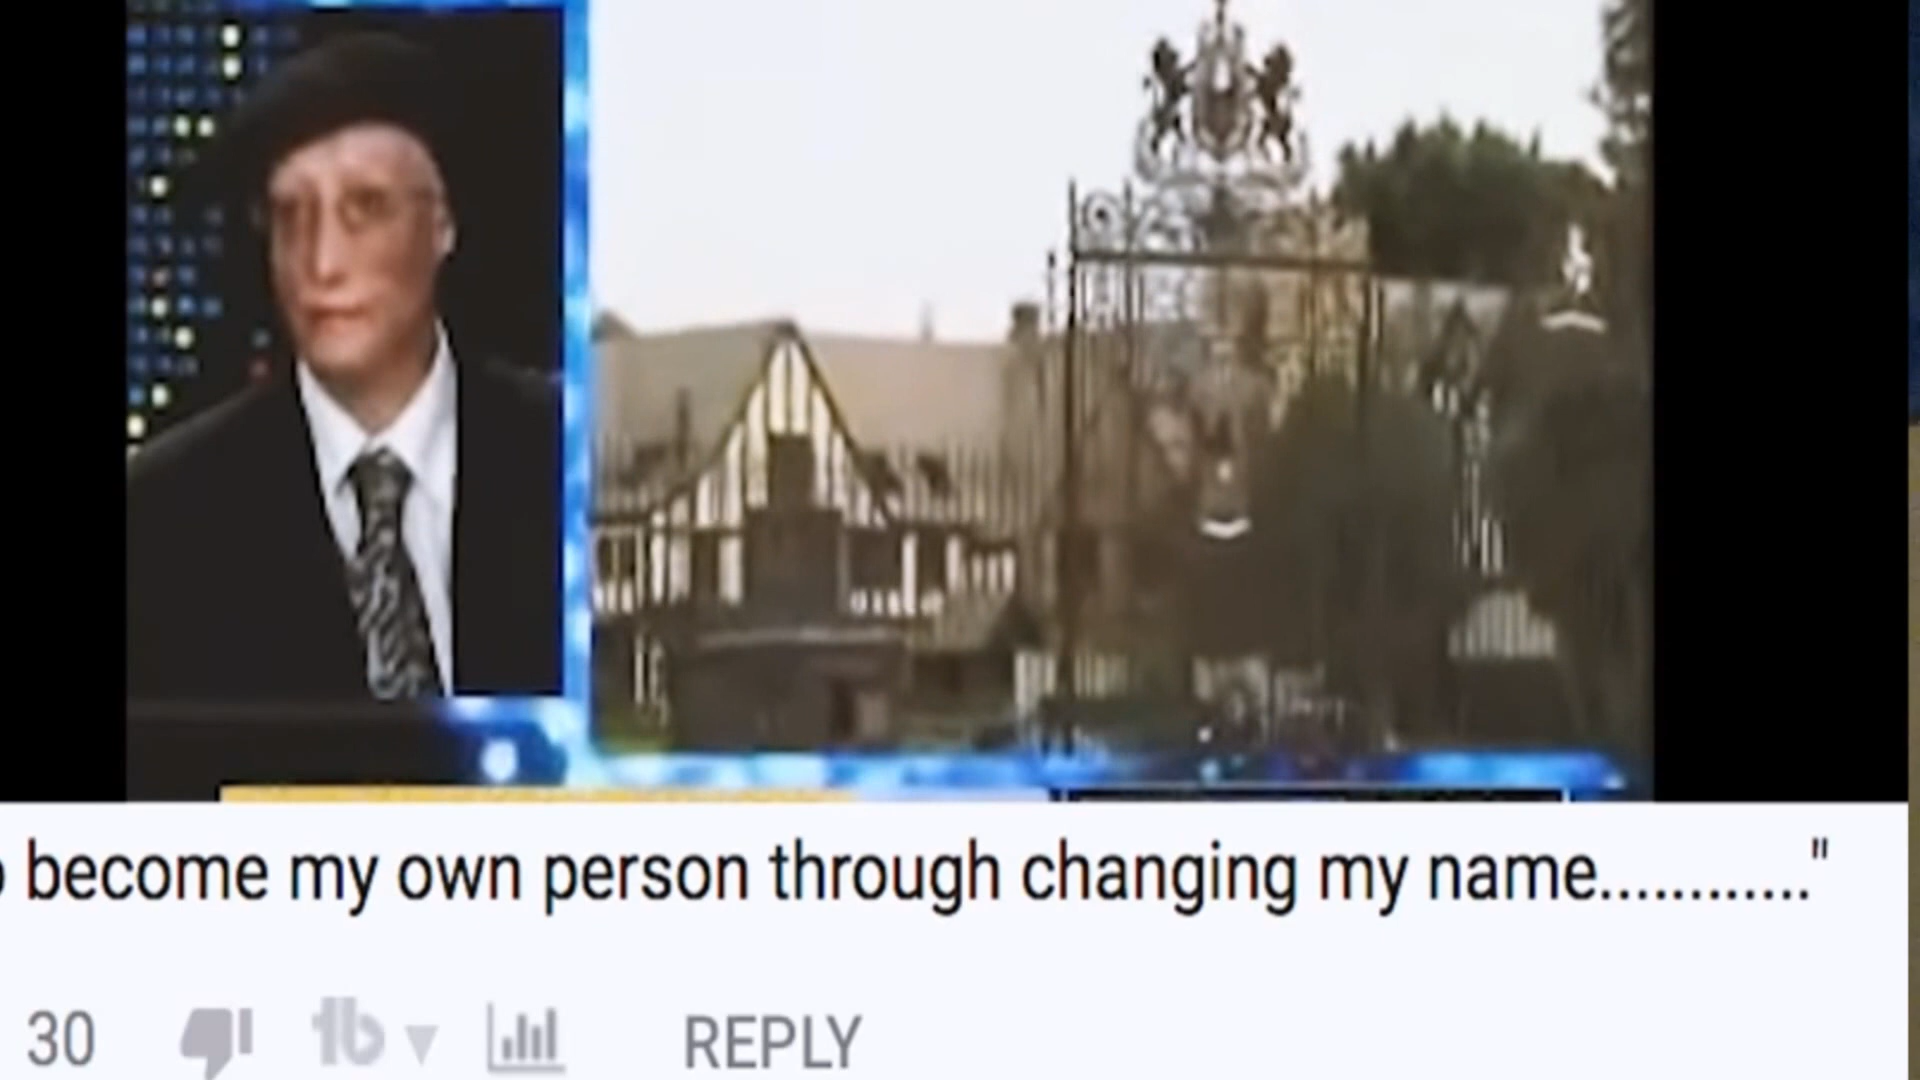 become my own person through changing my name............"
30 REPLY